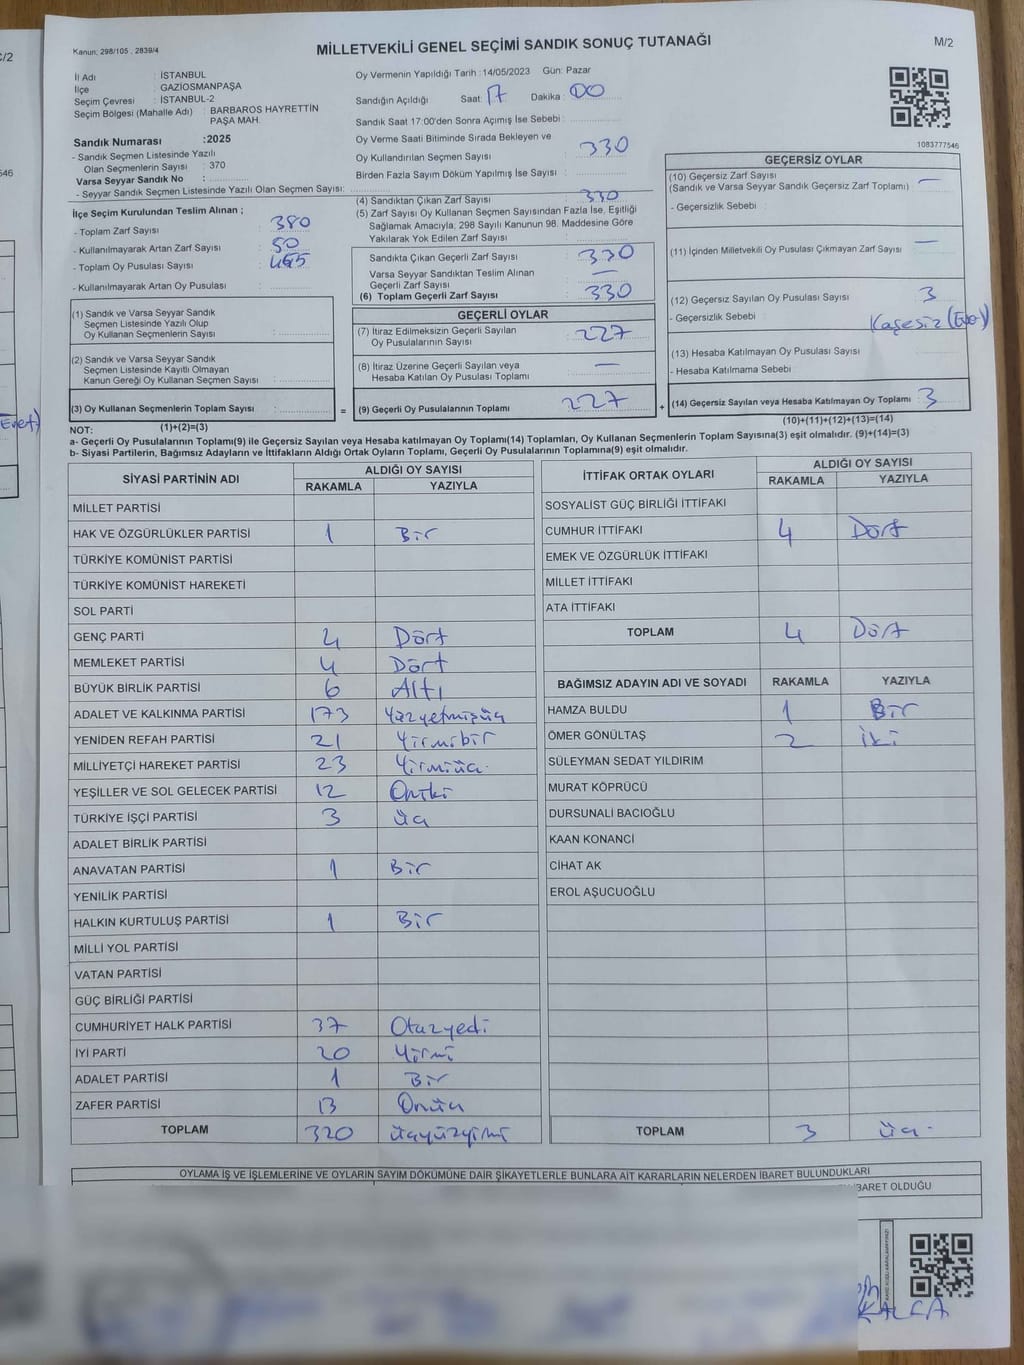 Kanun: 298/105 , 2839/4
MİLLETVEKİLİ GENEL SEÇİMİ SANDIK SONUÇ TUTANAĞI
M/2
İl Adı : İSTANBUL
İlçe : GAZİOSMANPAŞA
Seçim Çevresi : İSTANBUL-2
Seçim Bölgesi (Mahalle Adı) : BARBAROS HAYRETTİN PAŞA MAH.
Sandık Numarası :2025
- Sandık Seçmen Listesinde Yazılı
Olan Seçmenlerin Sayısı : 370
Varsa Seyyar Sandık No :
- Seyyar Sandık Seçmen Listesinde Yazılı Olan Seçmen Sayısı:
Oy Vermenin Yapıldığı Tarih :14/05/2023 Gün: Pazar
Sandığın Açıldığı Saat: 17 Dakika: 00
Sandık Saat 17:00'den Sonra Açımış İse Sebebi :
Oy Verme Saati Bitiminde Sırada Bekleyen ve
Oy Kullandırılan Seçmen Sayısı : 330
Birden Fazla Sayım Döküm Yapılmış İse Sayısı :
(4) Sandıktan Çıkan Zarf Sayısı : 330
(5) Zarf Sayısı Oy Kullanan Seçmen Sayısından Fazla İse, Eşitliği
Sağlamak Amacıyla; 298 Sayılı Kanunun 98. Maddesine Göre
Yakılarak Yok Edilen Zarf Sayısı :
İlçe Seçim Kurulundan Teslim Alınan ;
- Toplam Zarf Sayısı : 380
- Kullanılmayarak Artan Zarf Sayısı : 50
- Toplam Oy Pusulası Sayısı :
- Kullanılmayarak Artan Oy Pusulası :
Sandıkta Çıkan Geçerli Zarf Sayısı : 330
Varsa Seyyar Sandıktan Teslim Alınan
Geçerli Zarf Sayısı : —
(6) Toplam Geçerli Zarf Sayısı : 330
1083777546
GEÇERSİZ OYLAR
(10) Geçersiz Zarf Sayısı : —
(Sandık ve Varsa Seyyar Sandık Geçersiz Zarf Toplamı)
- Geçersizlik Sebebi :
(11) İçinden Milletvekili Oy Pusulası Çıkmayan Zarf Sayısı : —
(12) Geçersiz Sayılan Oy Pusulası Sayısı : 3
- Geçersizlik Sebebi : Kaşesiz
(13) Hesaba Katılmayan Oy Pusulası Sayısı :
- Hesaba Katılmama Sebebi :
(14) Geçersiz Sayılan veya Hesaba Katılmayan Oy Toplamı : 3
(10)+(11)+(12)+(13)=(14)
(1) Sandık ve Varsa Seyyar Sandık
Seçmen Listesinde Yazılı Olup
Oy Kullanan Seçmenlerin Sayısı :
(2) Sandık ve Varsa Seyyar Sandık
Seçmen Listesinde Kayıtlı Olmayan
Kanun Gereği Oy Kullanan Seçmen Sayısı :
(3) Oy Kullanan Seçmenlerin Toplam Sayısı : =
(1)+(2)=(3)
GEÇERLİ OYLAR
(7) İtiraz Edilmeksizin Geçerli Sayılan
Oy Pusulalarının Sayısı : 227
(8) İtiraz Üzerine Geçerli Sayılan veya
Hesaba Katılan Oy Pusulası Toplamı : —
(9) Geçerli Oy Pusulalarının Toplamı : 227 +
NOT:
a- Geçerli Oy Pusulalarının Toplamı(9) ile Geçersiz Sayılan veya Hesaba katılmayan Oy Toplamı(14) Toplamları, Oy Kullanan Seçmenlerin Toplam Sayısına(3) eşit olmalıdır. (9)+(14)=(3)
b- Siyasi Partilerin, Bağımsız Adayların ve İttifakların Aldığı Ortak Oyların Toplamı, Geçerli Oy Pusulalarının Toplamına(9) eşit olmalıdır.
SİYASİ PARTİNİN ADI
ALDIĞI OY SAYISI
RAKAMLA YAZIYLA
MİLLET PARTİSİ
HAK VE ÖZGÜRLÜKLER PARTİSİ 1 Bir
TÜRKİYE KOMÜNİST PARTİSİ
TÜRKİYE KOMÜNİST HAREKETİ
SOL PARTİ
GENÇ PARTİ 4 Dört
MEMLEKET PARTİSİ 4 Dört
BÜYÜK BİRLİK PARTİSİ 6 Altı
ADALET VE KALKINMA PARTİSİ 173 Yüzyetmişüç
YENİDEN REFAH PARTİSİ 21 Yirmibir
MİLLİYETÇİ HAREKET PARTİSİ 23 Yirmiüç
YEŞİLLER VE SOL GELECEK PARTİSİ 12 Oniki
TÜRKİYE İŞÇİ PARTİSİ 3 üç
ADALET BİRLİK PARTİSİ
ANAVATAN PARTİSİ 1 Bir
YENİLİK PARTİSİ
HALKIN KURTULUŞ PARTİSİ 1 Bir
MİLLİ YOL PARTİSİ
VATAN PARTİSİ
GÜÇ BİRLİĞİ PARTİSİ
CUMHURİYET HALK PARTİSİ 37 Otuzyedi
İYİ PARTİ 20 Yirmi
ADALET PARTİSİ 1 Bir
ZAFER PARTİSİ 13 Onüç
TOPLAM 320 üçyüzyirmi
İTTİFAK ORTAK OYLARI
ALDIĞI OY SAYISI
RAKAMLA YAZIYLA
SOSYALİST GÜÇ BİRLİĞİ İTTİFAKI
CUMHUR İTTİFAKI 4 Dört
EMEK VE ÖZGÜRLÜK İTTİFAKI
MİLLET İTTİFAKI
ATA İTTİFAKI
TOPLAM 4 Dört
BAĞIMSIZ ADAYIN ADI VE SOYADI RAKAMLA YAZIYLA
HAMZA BULDU 1 Bir
ÖMER GÖNÜLTAŞ 2 iki
SÜLEYMAN SEDAT YILDIRIM
MURAT KÖPRÜCÜ
DURSUNALİ BACIOĞLU
KAAN KONANCİ
CİHAT AK
EROL AŞUCUOĞLU
TOPLAM 3 üç
OYLAMA İŞ VE İŞLEMLERİNE VE OYLARIN SAYIM DÖKÜMÜNE DAİR ŞİKAYETLERLE BUNLARA AİT KARARLARIN NELERDEN İBARET BULUNDUKLARI
İBARET OLDUĞU